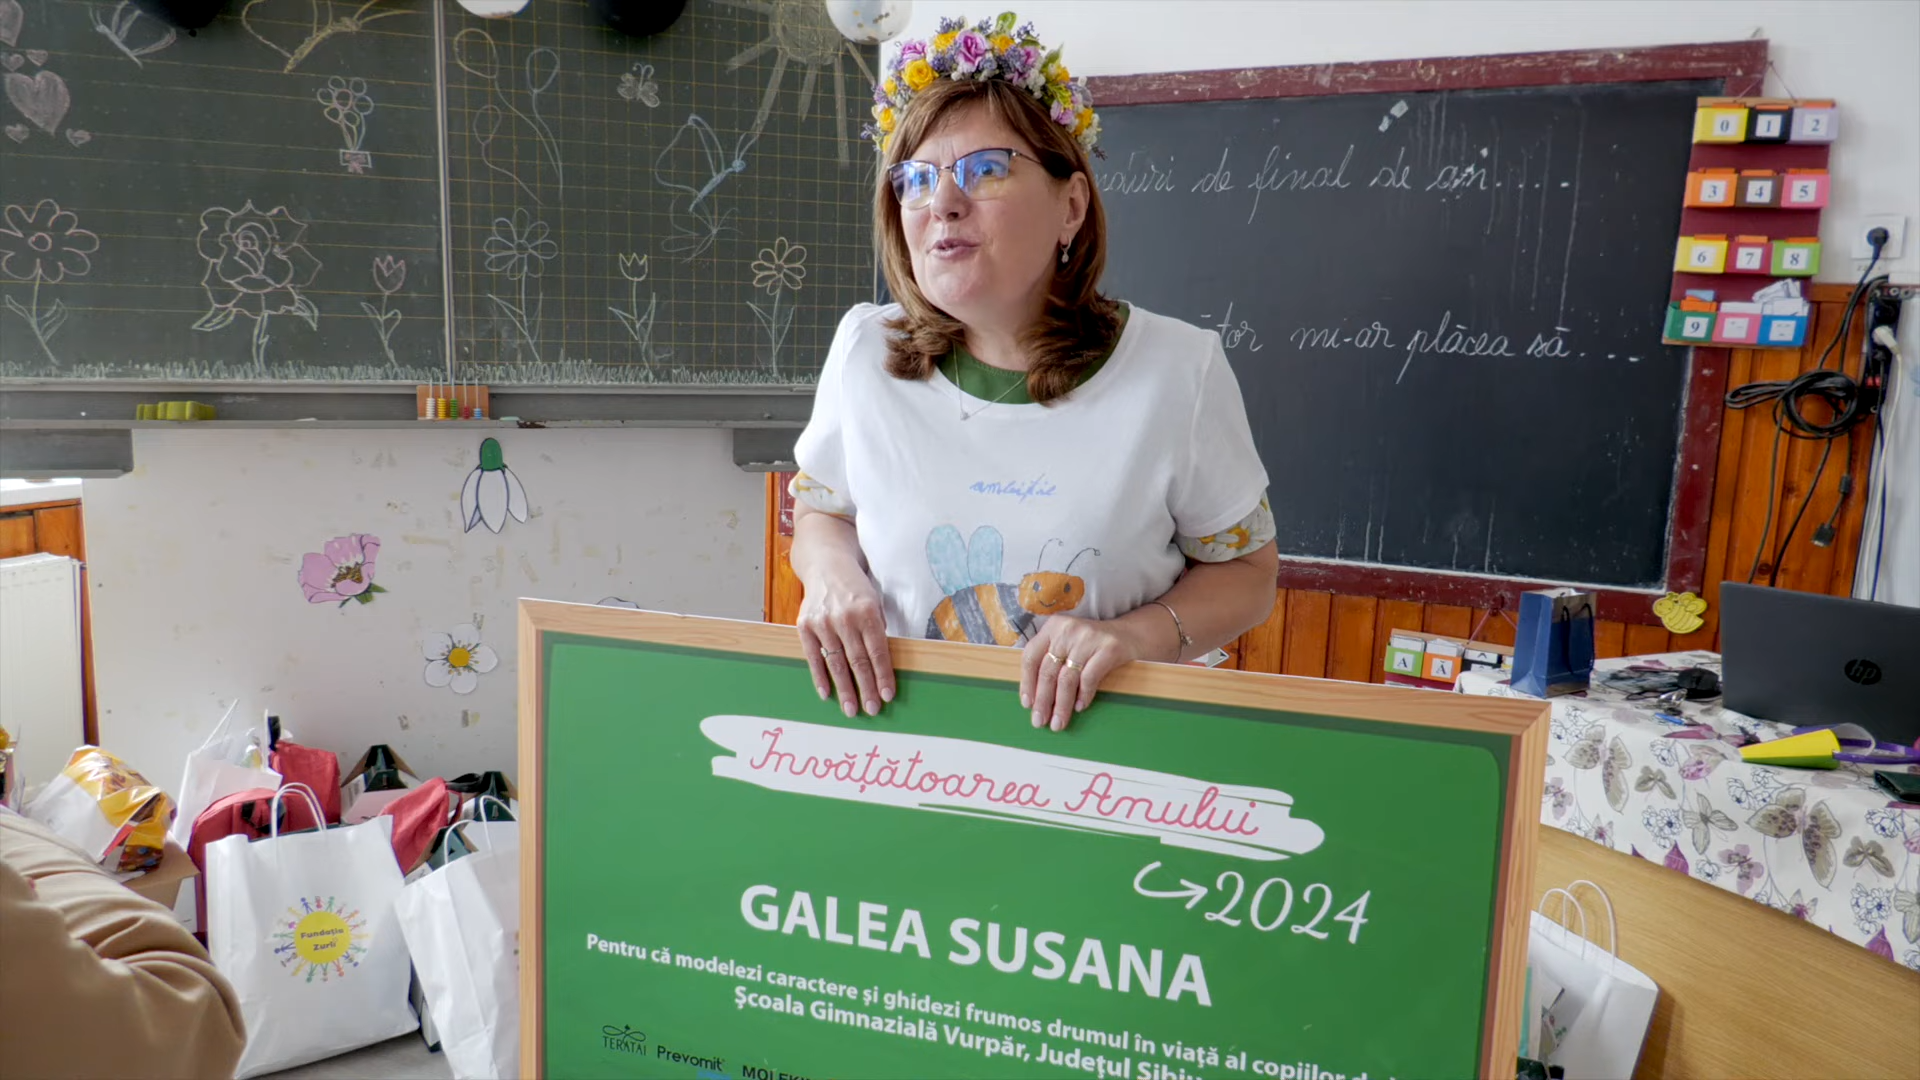 de final de an....
mi-ar plăcea să....
0 1 2
3 4 5
6 7 8
9
A Ă
hp
Învățătoarea Anului
2024
GALEA SUSANA
Pentru că modelezi caractere și ghidezi frumos drumul în viață al copiilor
Școala Gimnazială Vurpăr, Județul Sibiu
TERATAI Prevomit
Fundația
Zurli